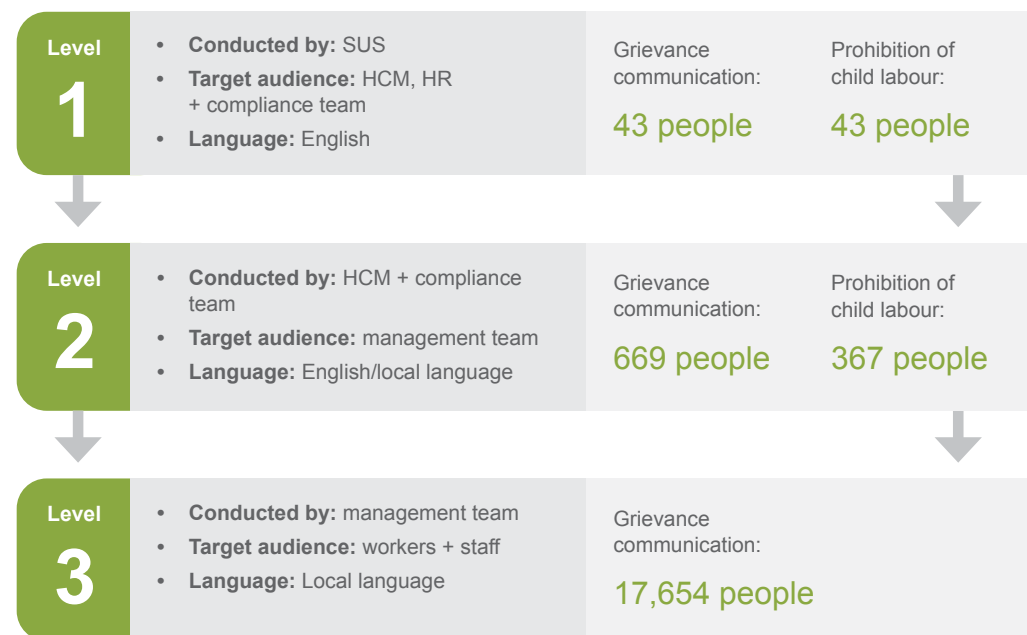 Level
1
• Conducted by: SUS
• Target audience: HCM, HR
+ compliance team
• Language: English
Grievance
communication:
43 people
Prohibition of
child labour:
43 people
Level
2
• Conducted by: HCM + compliance
team
• Target audience: management team
• Language: English/local language
Grievance
communication:
669 people
Prohibition of
child labour:
367 people
Level
3
• Conducted by: management team
• Target audience: workers + staff
• Language: Local language
Grievance
communication:
17,654 people